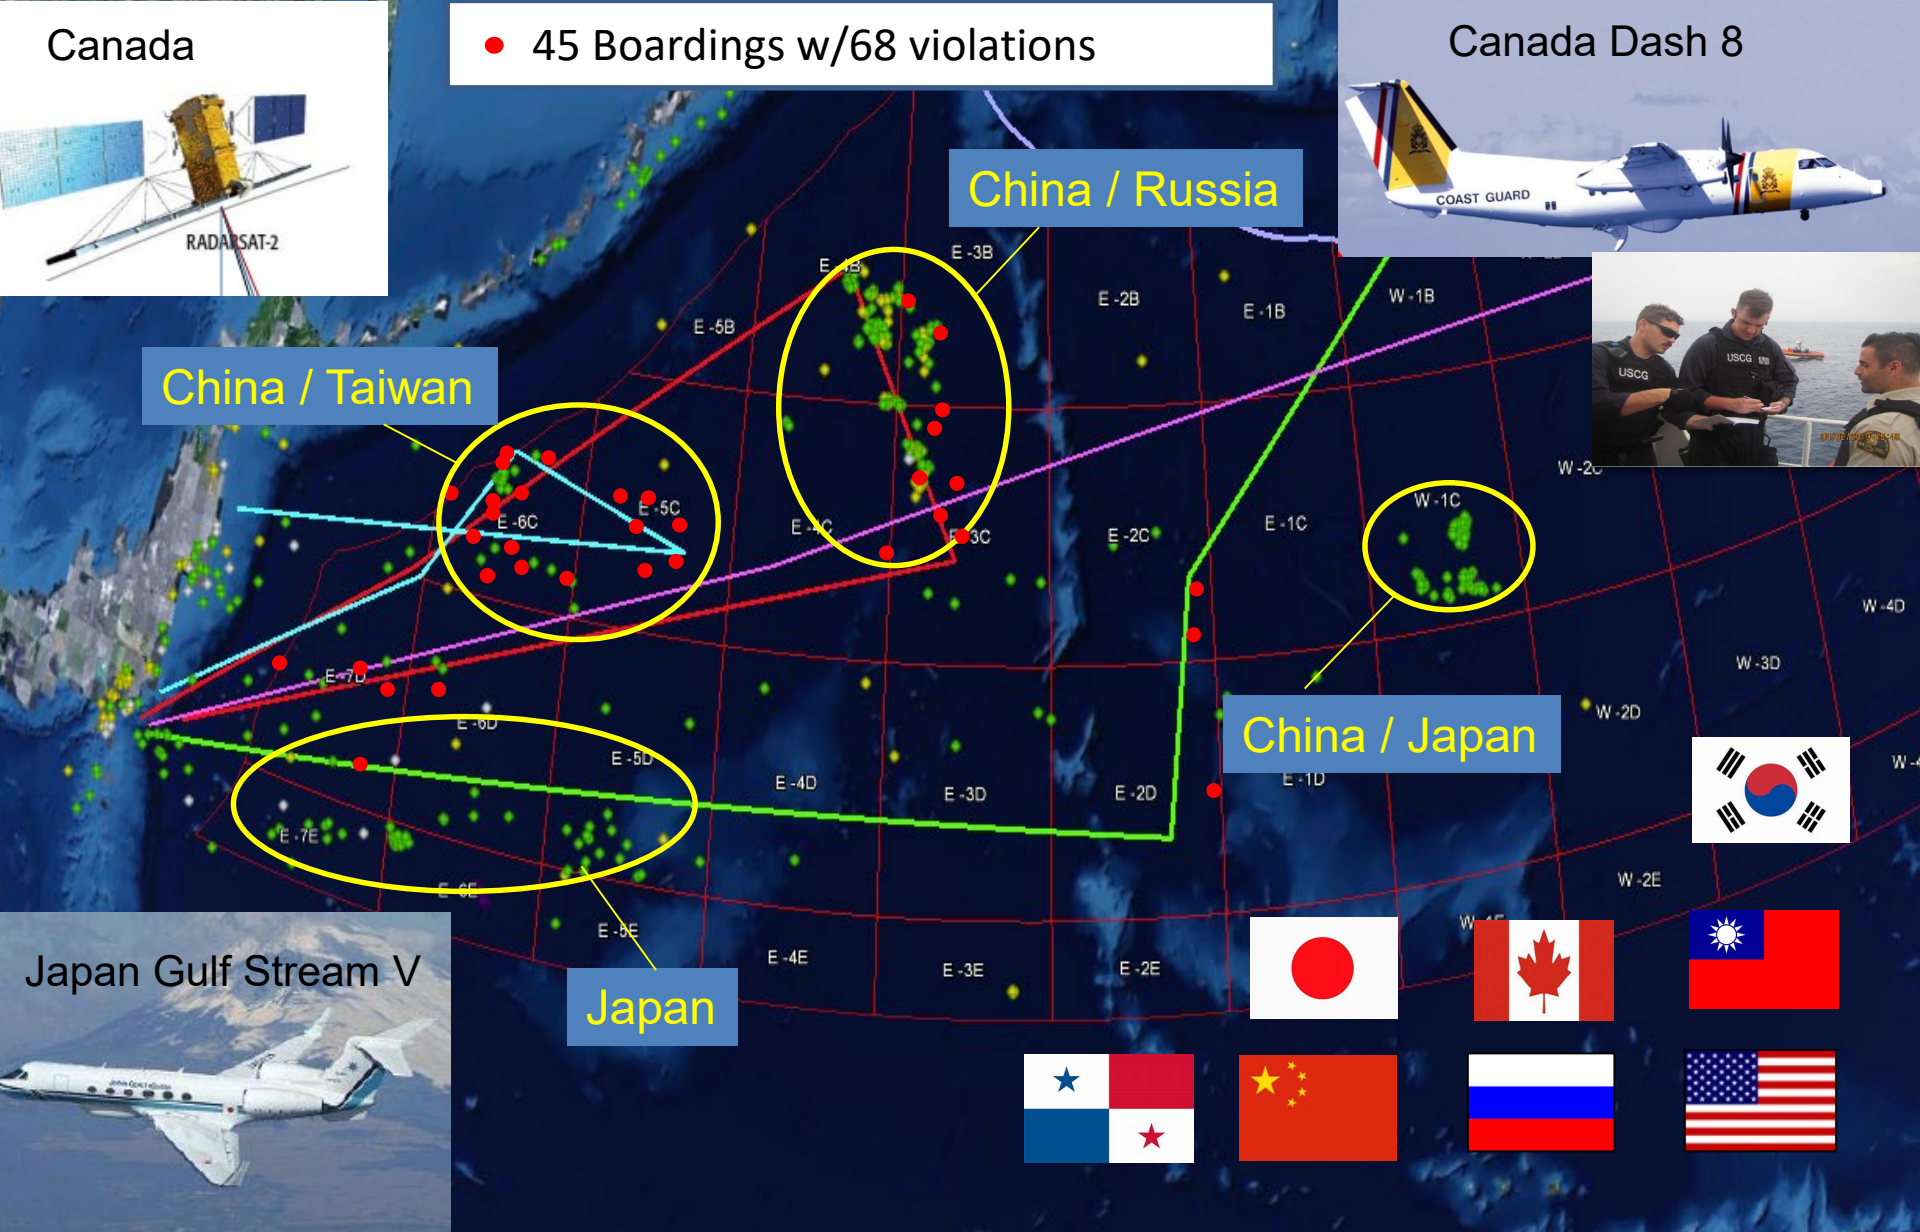 Canada
45 Boardings w/68 violations
Canada Dash 8
COAST GUARD
RADARSAT-2
China / Russia
E -3B
E -4B
E -2B
E -1B
W -1B
E -5B
USCG
USCG
China / Taiwan
W -1C
E -5C
E -6C
E -4C
E -3C
E -2C
E -1C
W -4D
W -3D
E -7D
E -6D
W -2D
China / Japan
E -5D
E -4D
E -3D
E -2D
E -1D
E -7E
E -6E
W -2E
E -5E
E -4E
E -3E
E -2E
Japan Gulf Stream V
Japan